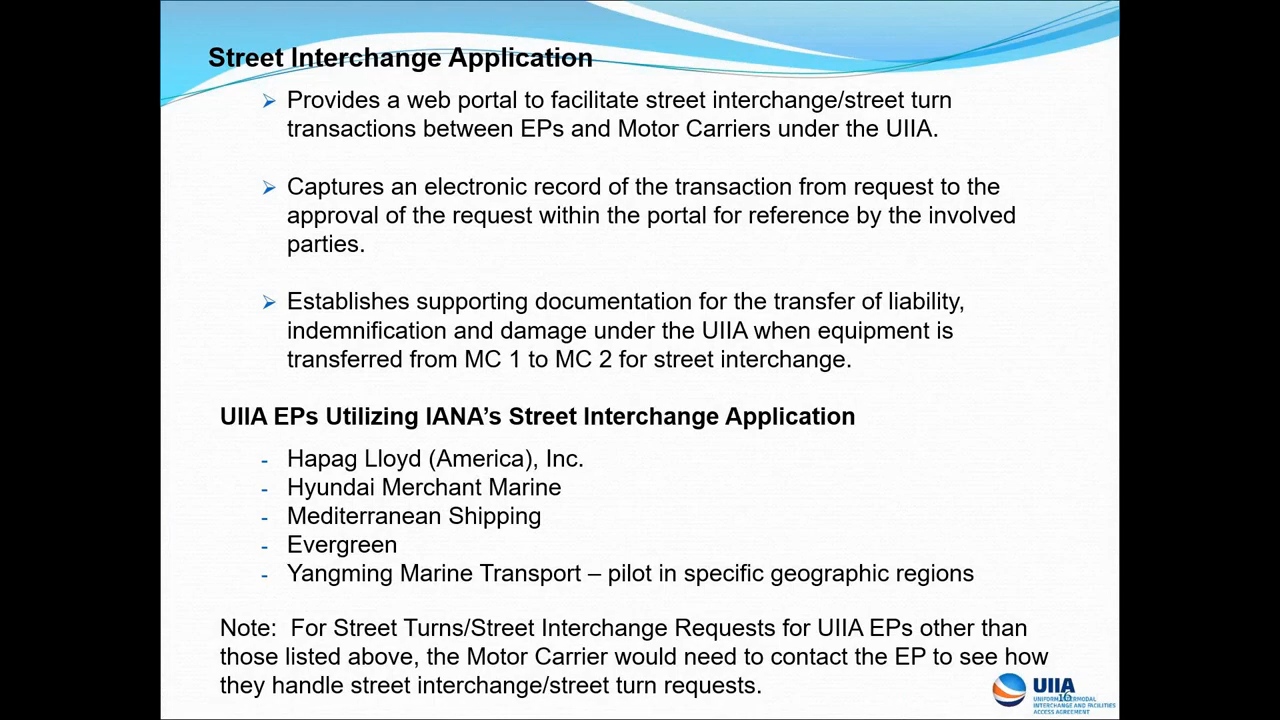 Street Interchange Application
➢ Provides a web portal to facilitate street interchange/street turn
transactions between EPs and Motor Carriers under the UIIA.
➢ Captures an electronic record of the transaction from request to the
approval of the request within the portal for reference by the involved
parties.
➢ Establishes supporting documentation for the transfer of liability,
indemnification and damage under the UIIA when equipment is
transferred from MC 1 to MC 2 for street interchange.
UIIA EPs Utilizing IANA's Street Interchange Application
- Hapag Lloyd (America), Inc.
- Hyundai Merchant Marine
- Mediterranean Shipping
- Evergreen
- Yangming Marine Transport – pilot in specific geographic regions
Note: For Street Turns/Street Interchange Requests for UIIA EPs other than
those listed above, the Motor Carrier would need to contact the EP to see how
they handle street interchange/street turn requests.
UIIA
16
INTERCHANGE AND FACILITIES
ACCESS AGREEMENT